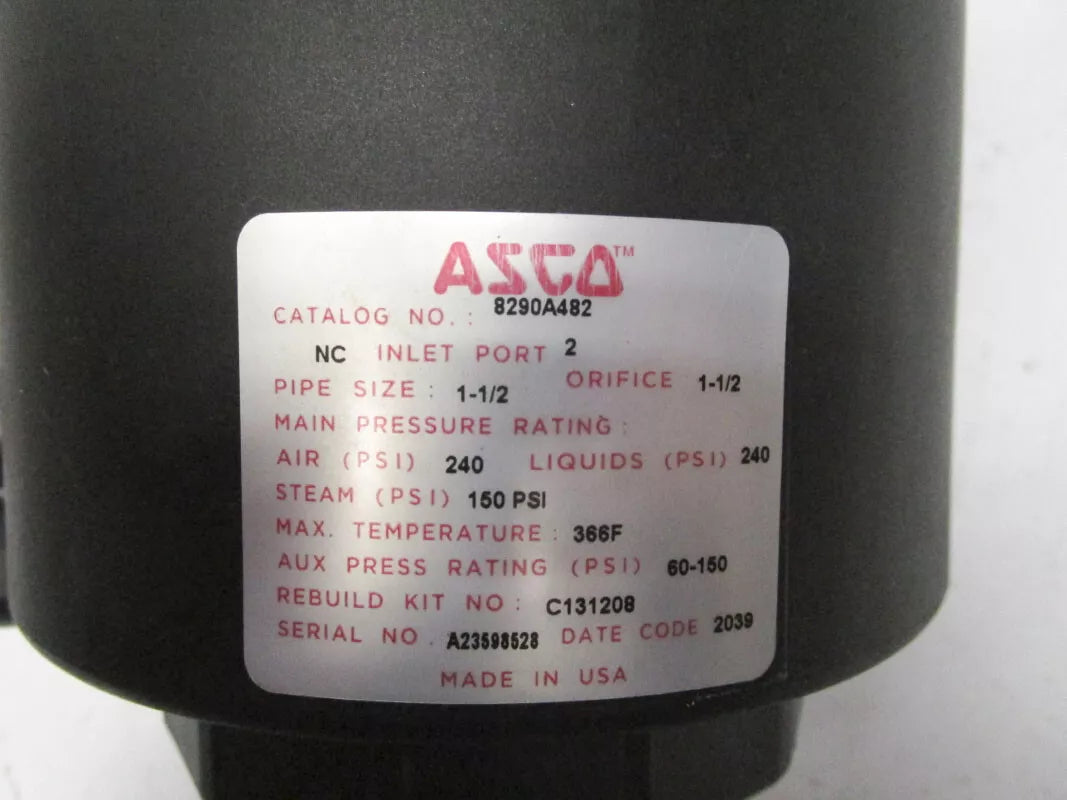 ASCO™
CATALOG NO.: 8290A482
NC INLET PORT 2
PIPE SIZE: 1-1/2 ORIFICE 1-1/2
MAIN PRESSURE RATING:
AIR (PSI) 240 LIQUIDS (PSI) 240
STEAM (PSI) 150 PSI
MAX. TEMPERATURE: 366F
AUX PRESS RATING (PSI) 60-150
REBUILD KIT NO: C131208
SERIAL NO. A23598528 DATE CODE 2039
MADE IN USA